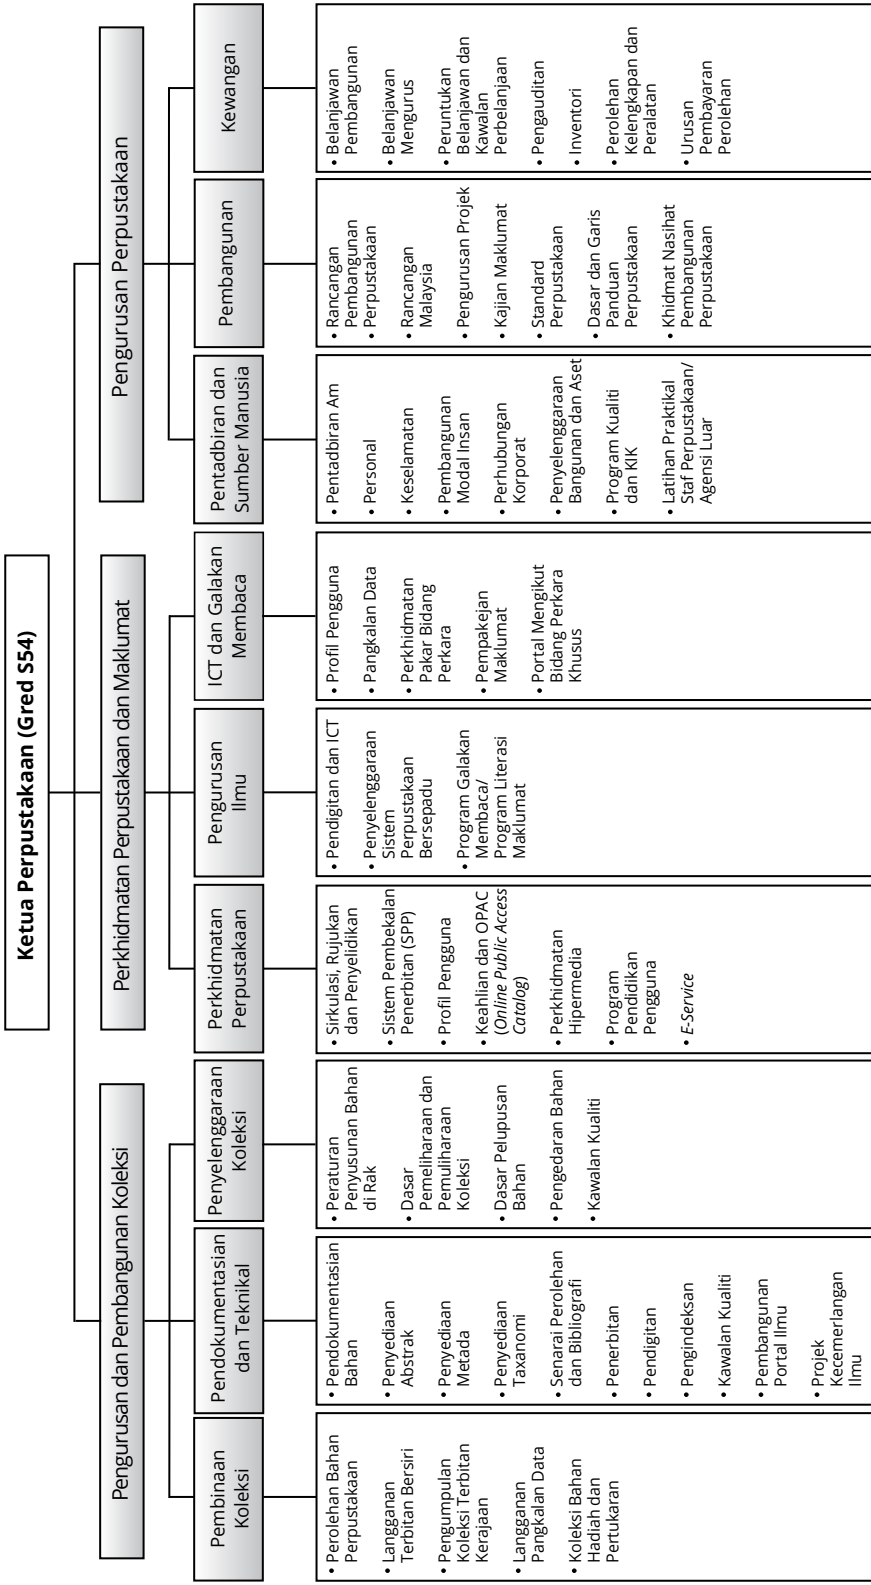 Ketua Perpustakaan (Gred S54)
Pengurusan dan Pembangunan Koleksi
Pembinaan
Koleksi
• Perolehan Bahan
Perpustakaan
• Langganan
Terbitan Bersiri
• Pengumpulan
Koleksi Terbitan
Kerajaan
• Langganan
Pangkalan Data
• Koleksi Bahan
Hadiah dan
Pertukaran
Pendokumentasian
dan Teknikal
• Pendokumentasian
Bahan
• Penyediaan
Abstrak
• Penyediaan
Metada
• Penyediaan
Taxanomi
• Senarai Perolehan
dan Bibliografi
• Penerbitan
• Pendigitan
• Pengindeksan
• Kawalan Kualiti
• Pembangunan
Portal Ilmu
• Projek
Kecemerlangan
Ilmu
Penyelenggaraan
Koleksi
• Peraturan
Penyusunan Bahan
di Rak
• Dasar
Pemeliharaan dan
Pemuliharaan
Koleksi
• Dasar Pelupusan
Bahan
• Pengedaran Bahan
• Kawalan Kualiti
Perkhidmatan Perpustakaan dan Maklumat
Perkhidmatan
Perpustakaan
• Sirkulasi, Rujukan
dan Penyelidikan
• Sistem Pembekalan
Penerbitan (SPP)
• Profil Pengguna
• Keahlian dan OPAC
(Online Public Access
Catalog)
• Perkhidmatan
Hipermedia
• Program
Pendidikan
Pengguna
• E-Service
Pengurusan
Ilmu
• Pendigitan dan ICT
• Penyelenggaraan
Sistem
Perpustakaan
Bersepadu
• Program Galakan
Membaca/
Program Literasi
Maklumat
ICT dan Galakan
Membaca
• Profil Pengguna
• Pangkalan Data
• Perkhidmatan
Pakar Bidang
Perkara
• Pempakejan
Maklumat
• Portal Mengikut
Bidang Perkara
Khusus
Pengurusan Perpustakaan
Pentadbiran dan
Sumber Manusia
• Pentadbiran Am
• Personal
• Keselamatan
• Pembangunan
Modal Insan
• Perhubungan
Korporat
• Penyelenggaraan
Bangunan dan Aset
• Program Kualiti
dan KIK
• Latihan Praktikal
Staf Perpustakaan/
Agensi Luar
Pembangunan
• Rancangan
Pembangunan
• Perpustakaan
• Rancangan
Malaysia
• Pengurusan Projek
• Kajian Maklumat
• Standard
Perpustakaan
• Dasar dan Garis
Panduan
Perpustakaan
• Khidmat Nasihat
Pembangunan
Perpustakaan
Kewangan
• Belanjawan
Pembangunan
• Belanjawan
Mengurus
• Peruntukan
Belanjawan dan
Kawalan
Perbelanjaan
• Pengauditan
• Inventori
• Perolehan
Kelengkapan dan
Peralatan
• Urusan
Pembayaran
Perolehan